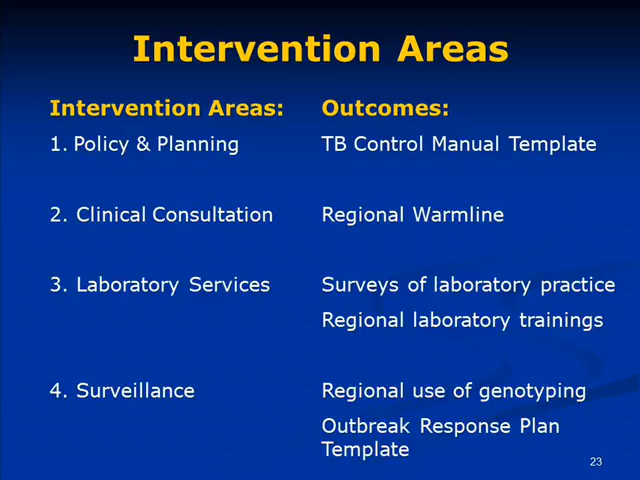 Intervention Areas
Intervention Areas: Outcomes:
1. Policy & Planning TB Control Manual Template
2. Clinical Consultation Regional Warmline
3. Laboratory Services Surveys of laboratory practice
Regional laboratory trainings
4. Surveillance Regional use of genotyping
Outbreak Response Plan
Template
23